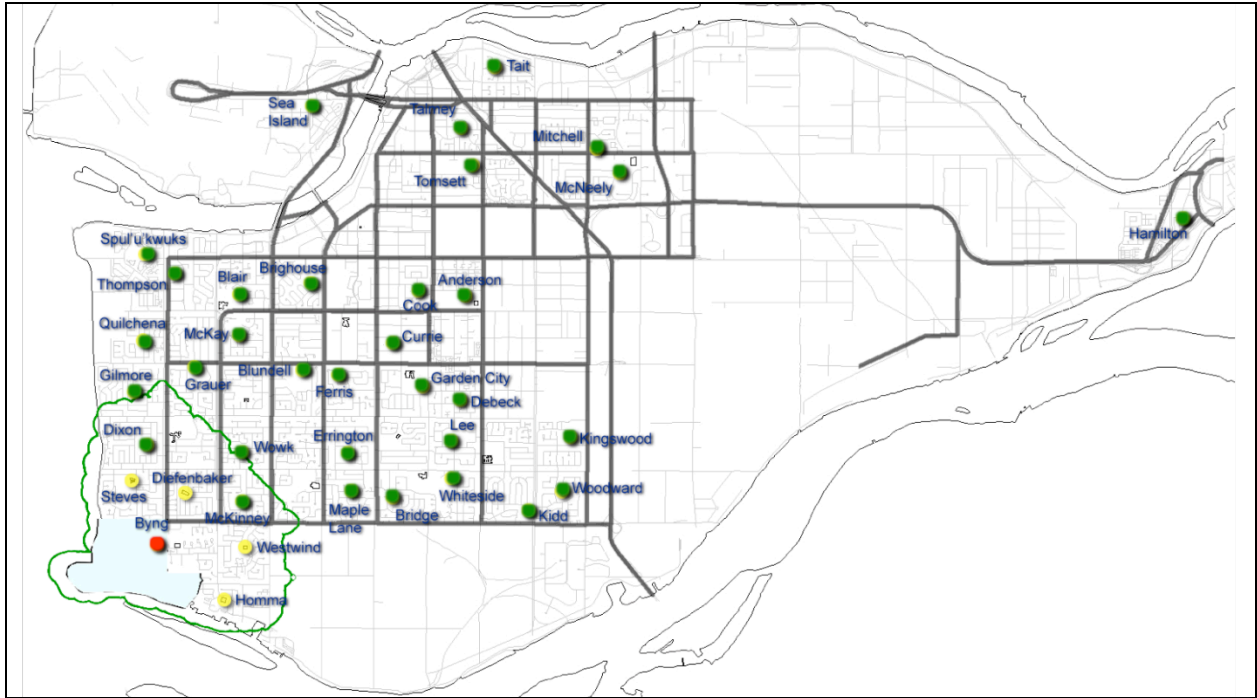 Tait
Sea
Island
Talmey
Mitchell
Tomsett
McNeely
Hamilton
Spul'u'kwuks
Thompson
Blair
Brighouse
Anderson
Cook
Quilchena
McKay
Currie
Gilmore
Grauer
Blundell
Ferris
Garden City
Debeck
Dixon
Wowk
Errington
Lee
Kingswood
Steves
Diefenbaker
McKinney
Maple
Lane
Bridge
Whiteside
Woodward
Kidd
Byng
Westwind
Homma